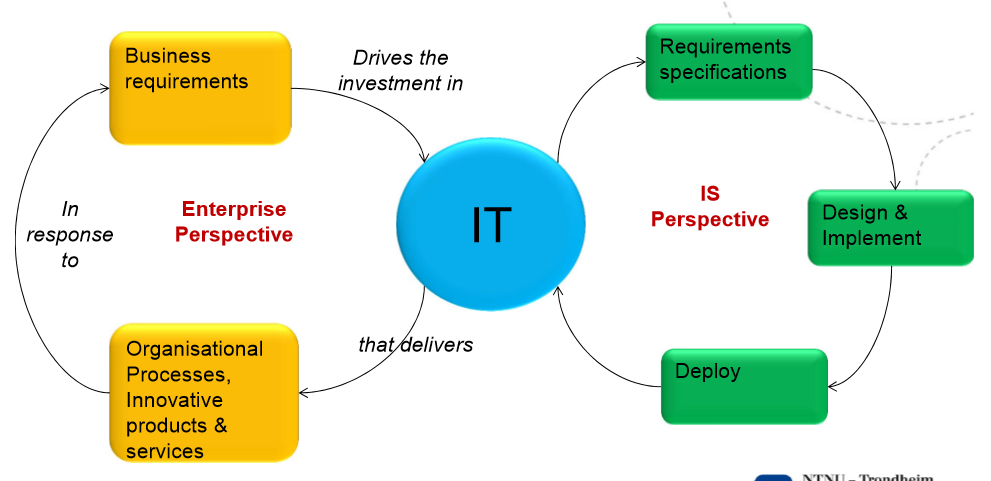 Business
requirements
Drives the
investment in
Requirements
specifications
In
response
to
Enterprise
Perspective
IT
IS
Perspective
Design &
Implement
that delivers
Organisational
Processes,
Innovative
products &
services
Deploy
NTNU – Trondheim